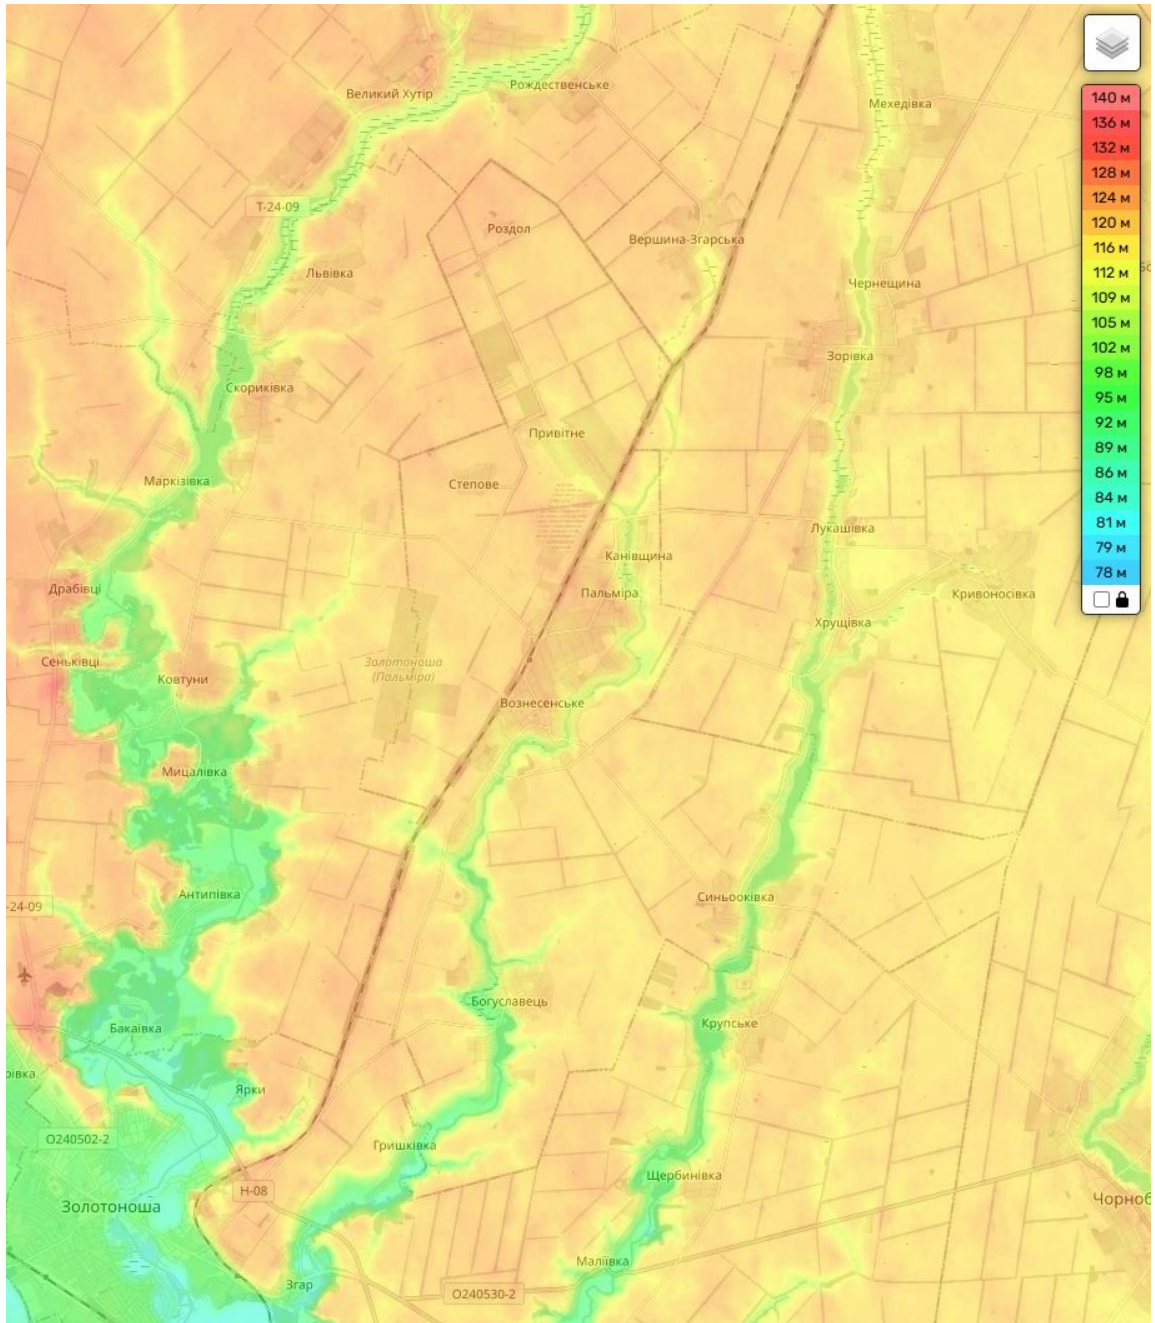 140 м
136 м
132 м
128 м
124 м
120 м
116 м
112 м
109 м
105 м
102 м
98 м
95 м
92 м
89 м
86 м
84 м
81 м
79 м
78 м
Рождественське
Великий Хутір
Мехедівка
Т-24-09
Роздол
Вершина-Згарська
Львівка
Чернещина
Зорівка
Скориківка
Привітне
Маркізівка
Степове
Лукашівка
Канівщина
Драбівці
Пальміра
Кривоносівка
Хрущівка
Сеньківці
Золотоноша
(Пальміра)
Ковтуни
Вознесенське
Мицалівка
Антипівка
Синьооківка
-24-09
Богуславець
Крупське
Бакаївка
рівка
Ярки
О240502-2
Гришківка
Щербинівка
Н-08
Золотоноша
Чорноб
Маліївка
Згар
О240530-2